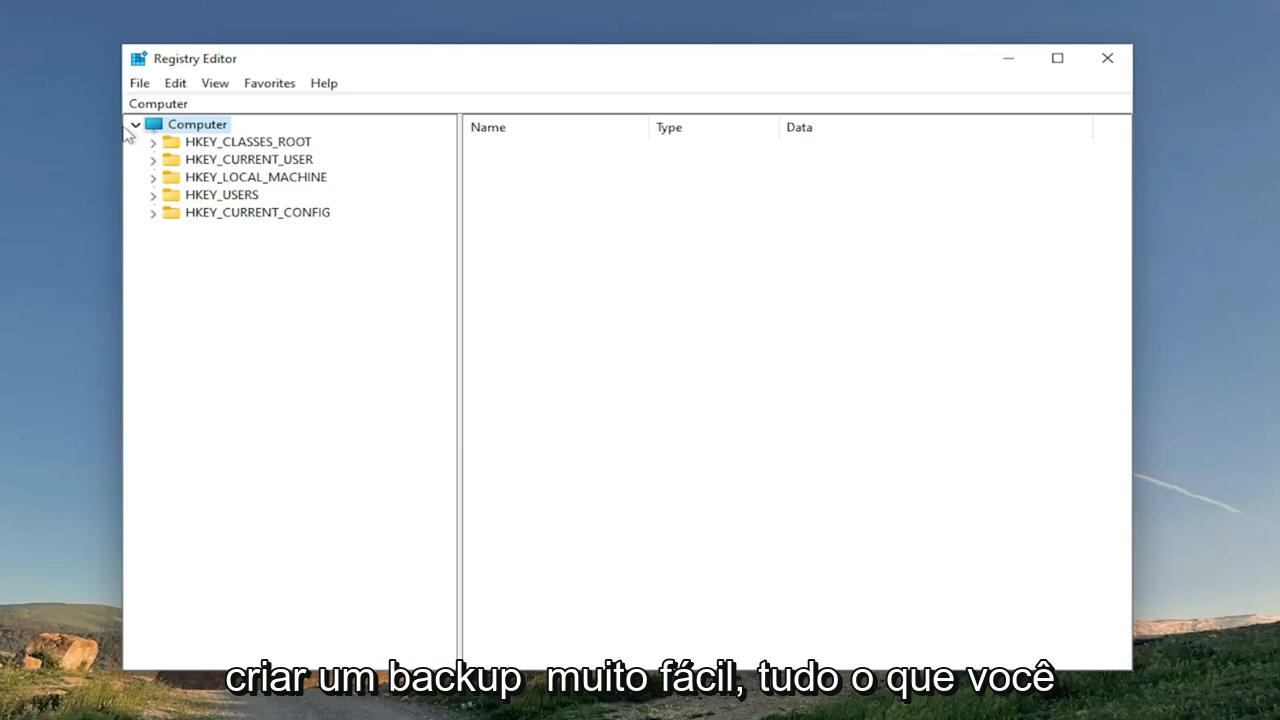 Registry Editor
File Edit View Favorites Help
Computer
Computer
Name Type Data
HKEY_CLASSES_ROOT
HKEY_CURRENT_USER
HKEY_LOCAL_MACHINE
HKEY_USERS
HKEY_CURRENT_CONFIG
criar um backup muito fácil, tudo o que você